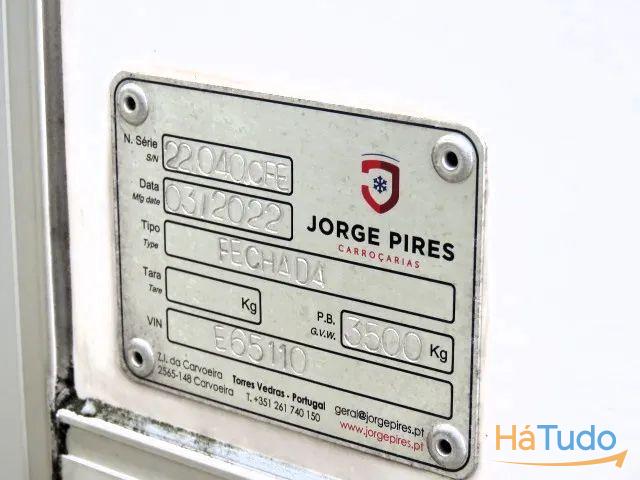 N. Série
S/N
22.040CFE
Data
Mfg date
03/2022
JORGE PIRES
CARROÇARIAS
Tipo
Type
FECHADA
Tara
Tare
Kg
P.B.
G.V.W.
3500 Kg
VIN
E65110
Z.I. da Carvoeira
2565-148 Carvoeira
Torres Vedras - Portugal
T. +351 261 740 150
geral@jorgepires.pt
www.jorgepires.pt
HáTudo